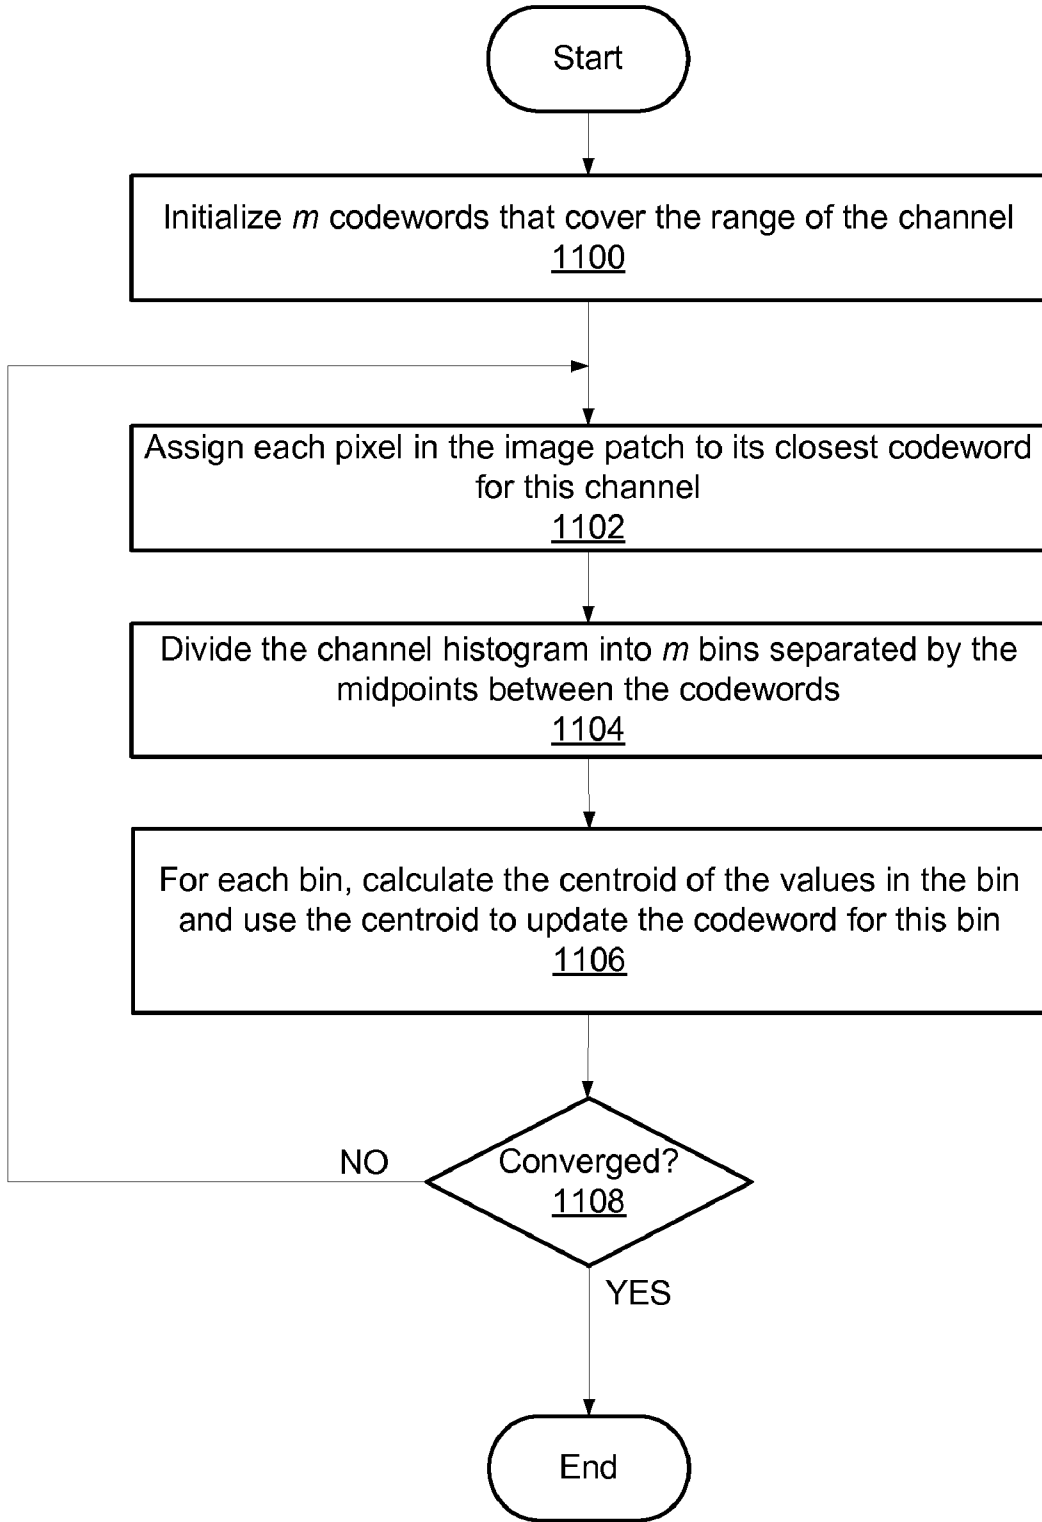 Start
Initialize m codewords that cover the range of the channel
1100
Assign each pixel in the image patch to its closest codeword
for this channel
1102
Divide the channel histogram into m bins separated by the
midpoints between the codewords
1104
For each bin, calculate the centroid of the values in the bin
and use the centroid to update the codeword for this bin
1106
NO
Converged?
1108
YES
End